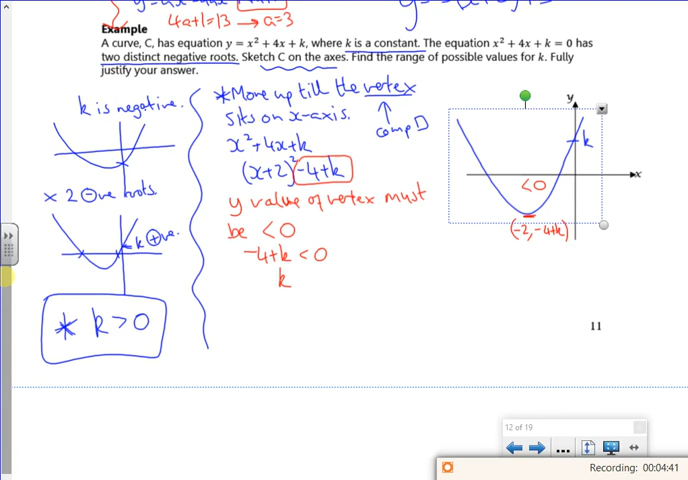 4a+1=13 → a=3
Example
A curve, C, has equation y = x² + 4x + k, where k is a constant. The equation x² + 4x + k = 0 has
two distinct negative roots. Sketch C on the axes. Find the range of possible values for k. Fully
justify your answer.
k is negative.
x 2 ⊖ve roots
k ⊕ve.
* k > 0
*Move up till the vertex
sits on x-axis.
comp □
x² + 4x + k
(x+2)² -4+k
y value of vertex must
be < 0
-4+k < 0
k
y
k
x
<0
(-2, -4+k)
11
12 of 19
Recording: 00:04:41